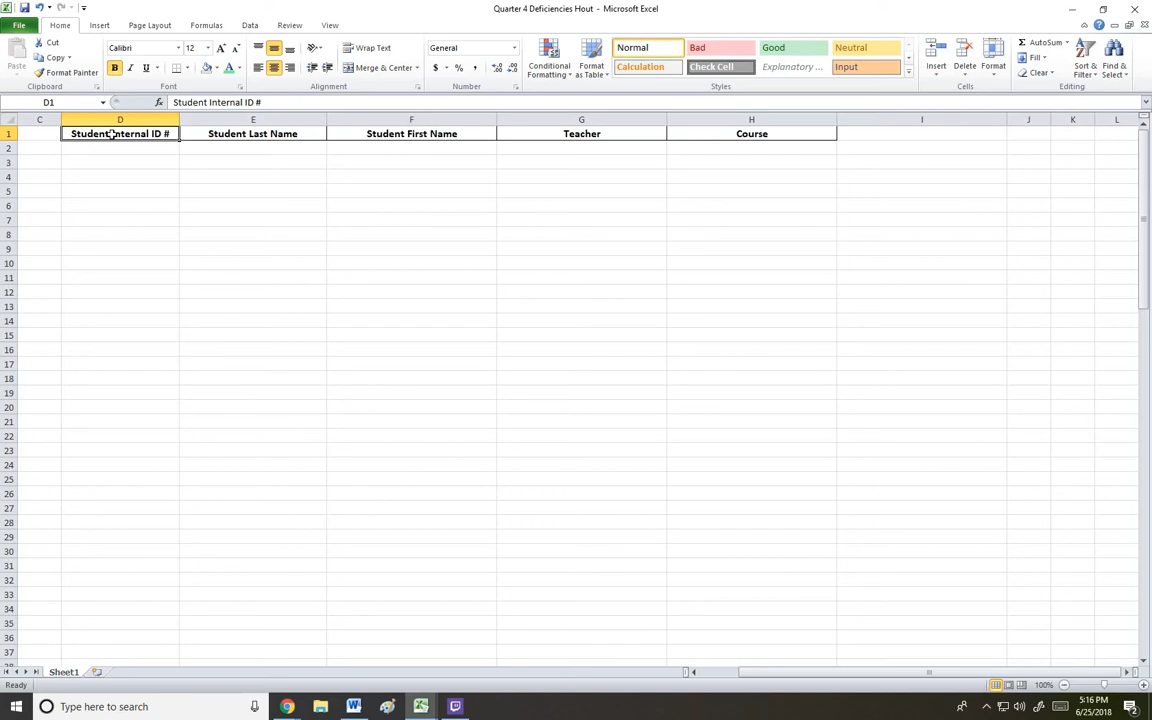 Quarter 4 Deficiencies Hout - Microsoft Excel
File Home Insert Page Layout Formulas Data Review View
Cut
Copy
Format Painter
Paste
Clipboard
Calibri 12
B I U
Font
Wrap Text
Merge & Center
Alignment
General
$ % ,
Number
Conditional Formatting
Format as Table
Normal Bad Good Neutral
Calculation Check Cell Explanatory ... Input
Styles
Insert Delete Format
Cells
AutoSum
Fill
Clear
Sort & Filter
Find & Select
Editing
D1 fx Student Internal ID #
C D E F G H I J K L
1 Student Internal ID # Student Last Name Student First Name Teacher Course
2
3
4
5
6
7
8
9
10
11
12
13
14
15
16
17
18
19
20
21
22
23
24
25
26
27
28
29
30
31
32
33
34
35
36
37
Sheet1
Ready 100%
Type here to search
5:16 PM
6/25/2018